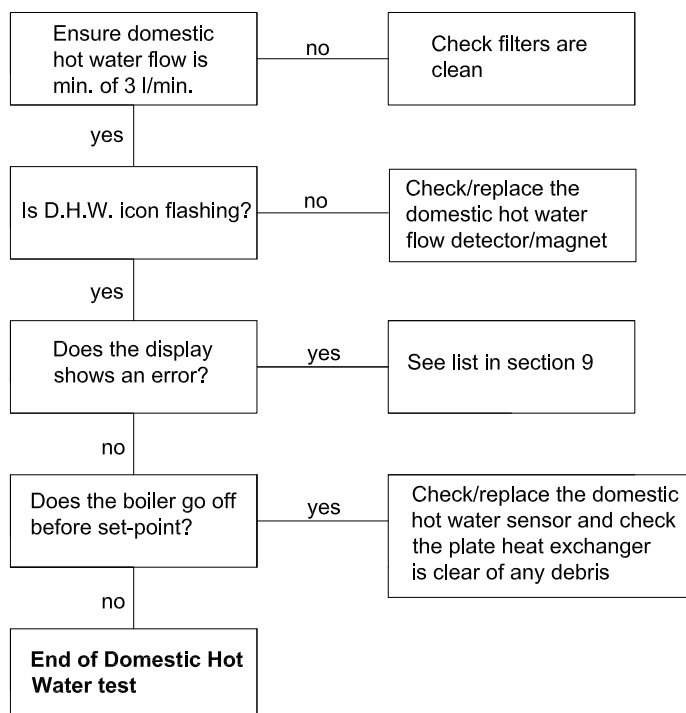 Ensure domestic
hot water flow is
min. of 3 l/min.
no
Check filters are
clean
yes
Is D.H.W. icon flashing?
no
Check/replace the
domestic hot water
flow detector/magnet
yes
Does the display
shows an error?
yes
See list in section 9
no
Does the boiler go off
before set-point?
yes
Check/replace the domestic
hot water sensor and check
the plate heat exchanger
is clear of any debris
no
End of Domestic Hot
Water test